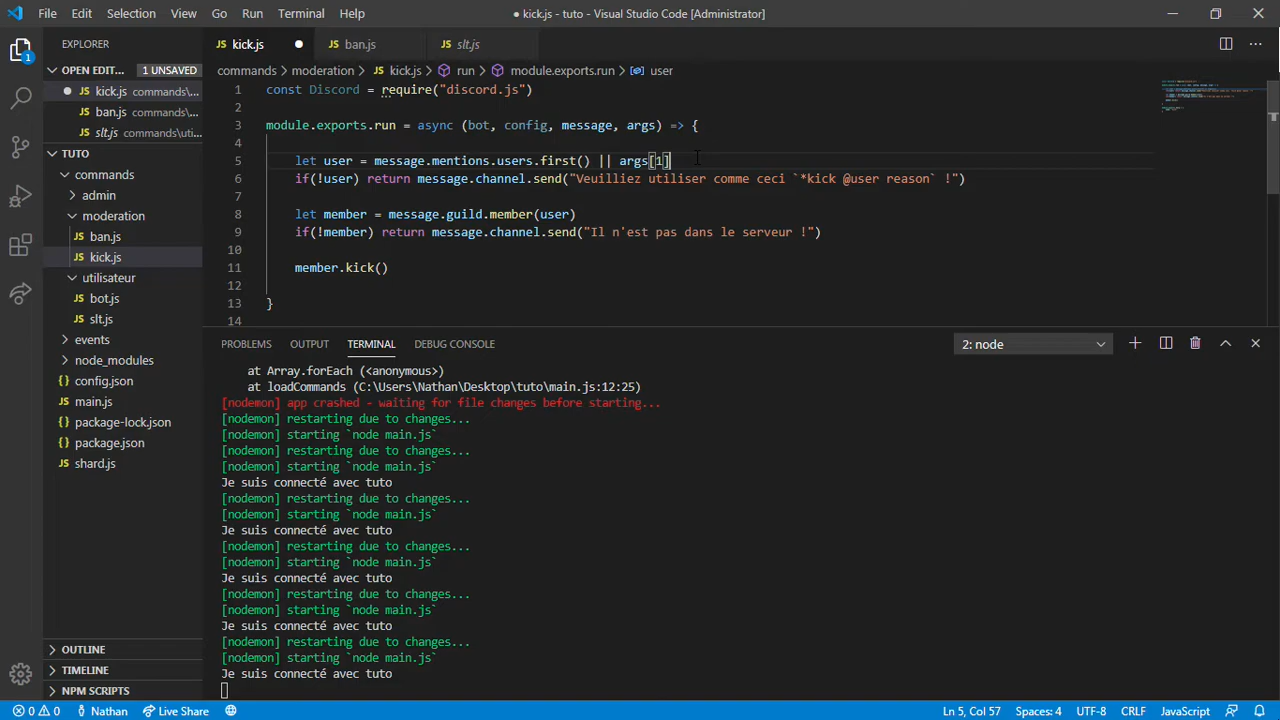 File Edit Selection View Go Run Terminal Help
● kick.js - tuto - Visual Studio Code [Administrator]
EXPLORER
kick.js ●
ban.js
slt.js
OPEN EDIT... 1 UNSAVED
● JS kick.js commands\...
JS ban.js commands\...
JS slt.js commands\uti...
TUTO
commands
admin
moderation
JS ban.js
JS kick.js
utilisateur
JS bot.js
JS slt.js
events
node_modules
config.json
JS main.js
package-lock.json
package.json
JS shard.js
OUTLINE
TIMELINE
NPM SCRIPTS
commands > moderation > JS kick.js > run > module.exports.run > user
1 const Discord = require("discord.js")
2
3 module.exports.run = async (bot, config, message, args) => {
4
5 let user = message.mentions.users.first() || args[1]
6 if(!user) return message.channel.send("Veuilliez utiliser comme ceci `*kick @user reason` !")
7
8 let member = message.guild.member(user)
9 if(!member) return message.channel.send("Il n'est pas dans le serveur !")
10
11 member.kick()
12
13 }
14
PROBLEMS OUTPUT TERMINAL DEBUG CONSOLE
2: node
at Array.forEach (<anonymous>)
at loadCommands (C:\Users\Nathan\Desktop\tuto\main.js:12:25)
[nodemon] app crashed - waiting for file changes before starting...
[nodemon] restarting due to changes...
[nodemon] starting `node main.js`
[nodemon] restarting due to changes...
[nodemon] starting `node main.js`
Je suis connecté avec tuto
[nodemon] restarting due to changes...
[nodemon] starting `node main.js`
Je suis connecté avec tuto
[nodemon] restarting due to changes...
[nodemon] starting `node main.js`
Je suis connecté avec tuto
[nodemon] restarting due to changes...
[nodemon] starting `node main.js`
Je suis connecté avec tuto
[nodemon] restarting due to changes...
[nodemon] starting `node main.js`
Je suis connecté avec tuto
0 0 Nathan Live Share
Ln 5, Col 57 Spaces: 4 UTF-8 CRLF JavaScript